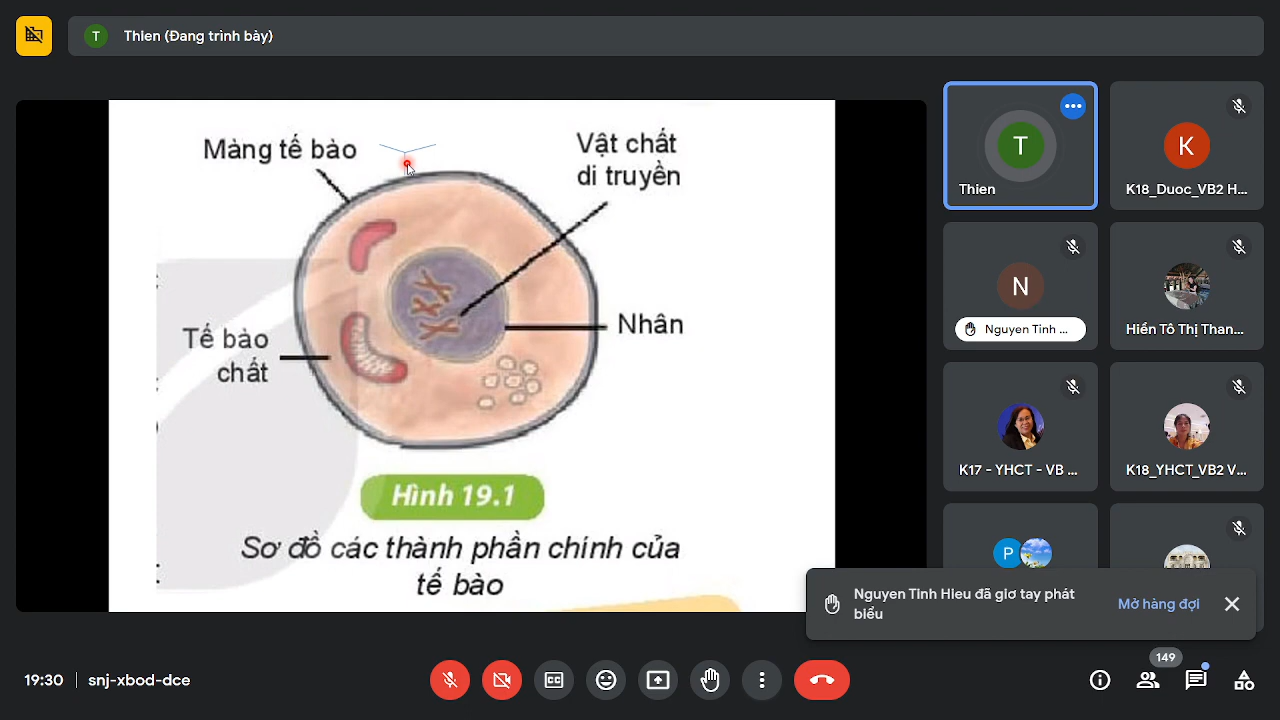 T Thien (Đang trình bày)
Màng tế bào
Vật chất
di truyền
Tế bào
chất
Nhân
Hình 19.1
Sơ đồ các thành phần chính của
tế bào
T
Thien
K
K18_Duoc_VB2 H...
N
Nguyen Tinh ...
Hiền Tô Thị Than...
K17 - YHCT - VB ...
K18_YHCT_VB2 V...
P
Nguyen Tinh Hieu đã giơ tay phát
biểu
Mở hàng đợi
19:30 snj-xbod-dce
CC
149